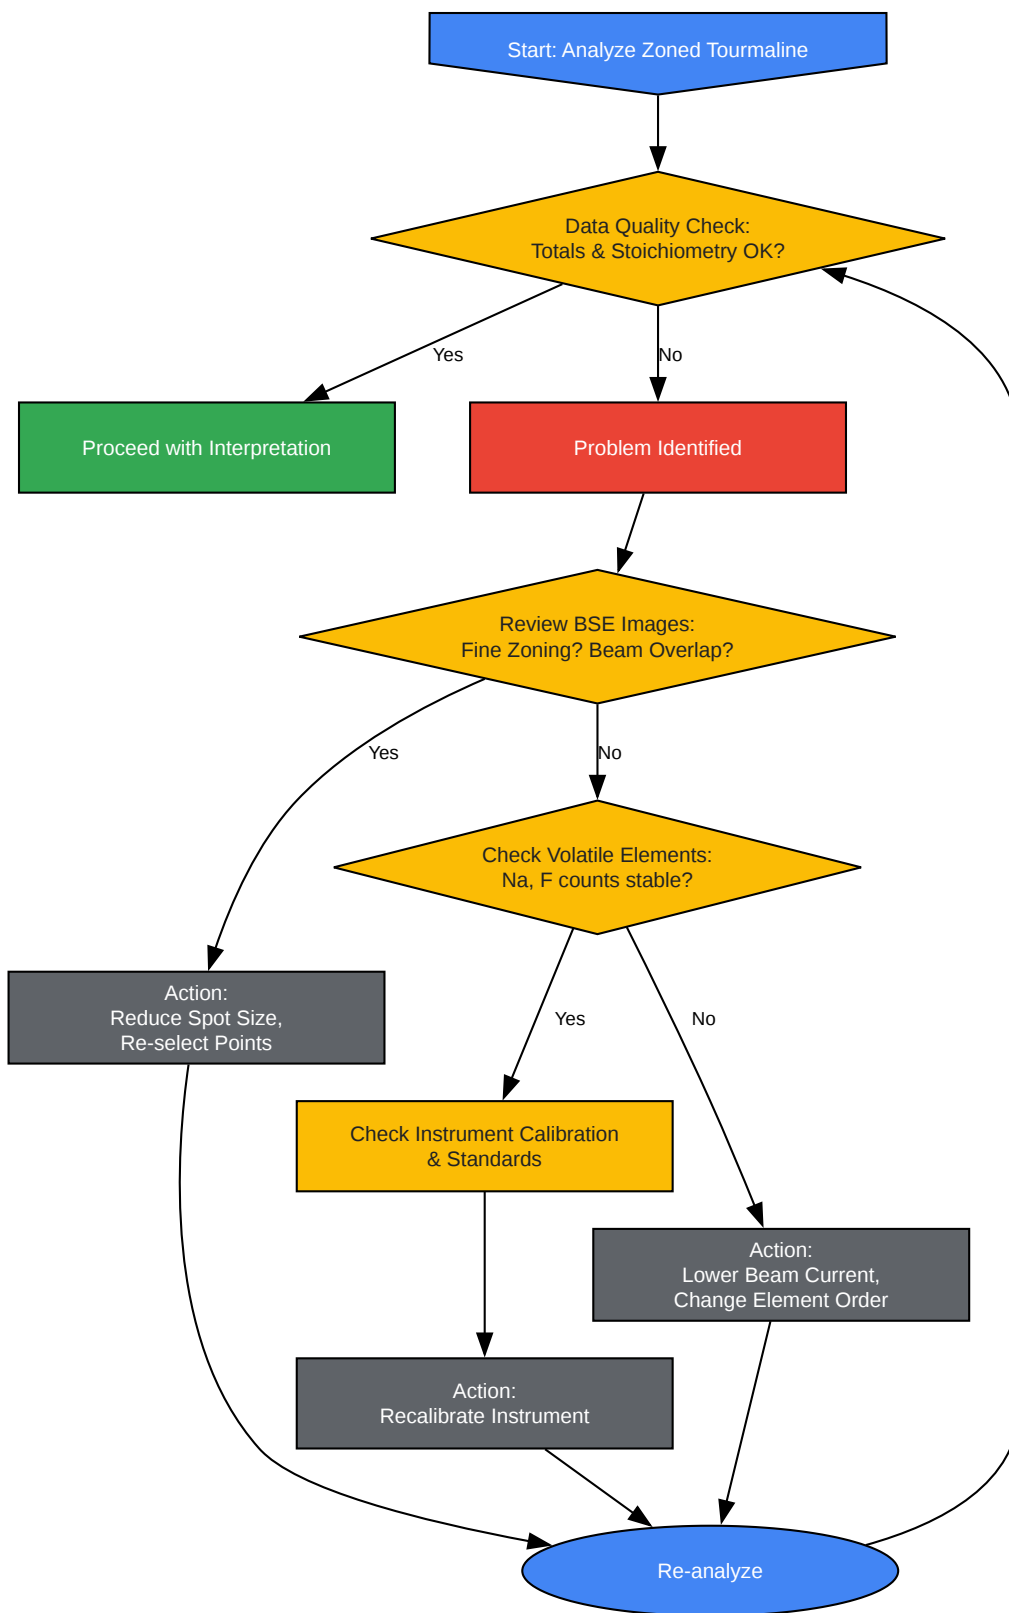 Start: Analyze Zoned Tourmaline
Data Quality Check:
Totals & Stoichiometry OK?
Yes
No
Proceed with Interpretation
Problem Identified
Review BSE Images:
Fine Zoning? Beam Overlap?
Yes
No
Check Volatile Elements:
Na, F counts stable?
Action:
Reduce Spot Size,
Re-select Points
Yes
No
Check Instrument Calibration
& Standards
Action:
Lower Beam Current,
Change Element Order
Action:
Recalibrate Instrument
Re-analyze